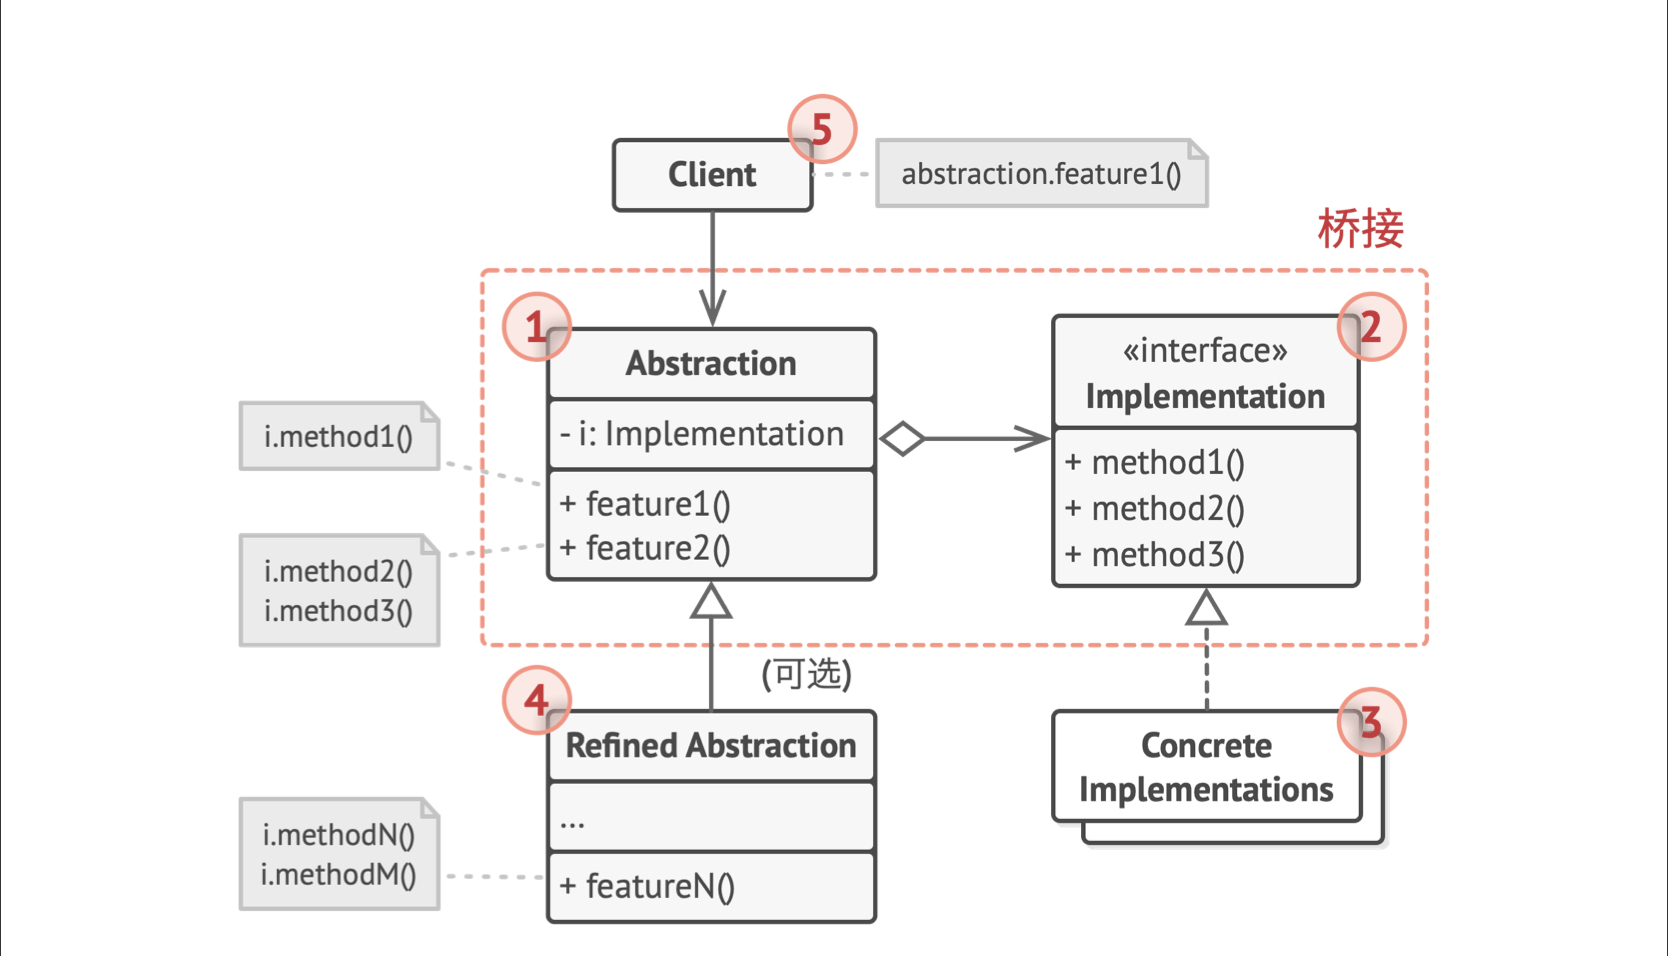 5
Client
abstraction.feature1()
桥接
1
Abstraction
- i: Implementation
+ feature1()
+ feature2()
2
«interface»
Implementation
+ method1()
+ method2()
+ method3()
i.method1()
i.method2()
i.method3()
(可选)
4
Refined Abstraction
...
+ featureN()
3
Concrete
Implementations
i.methodN()
i.methodM()